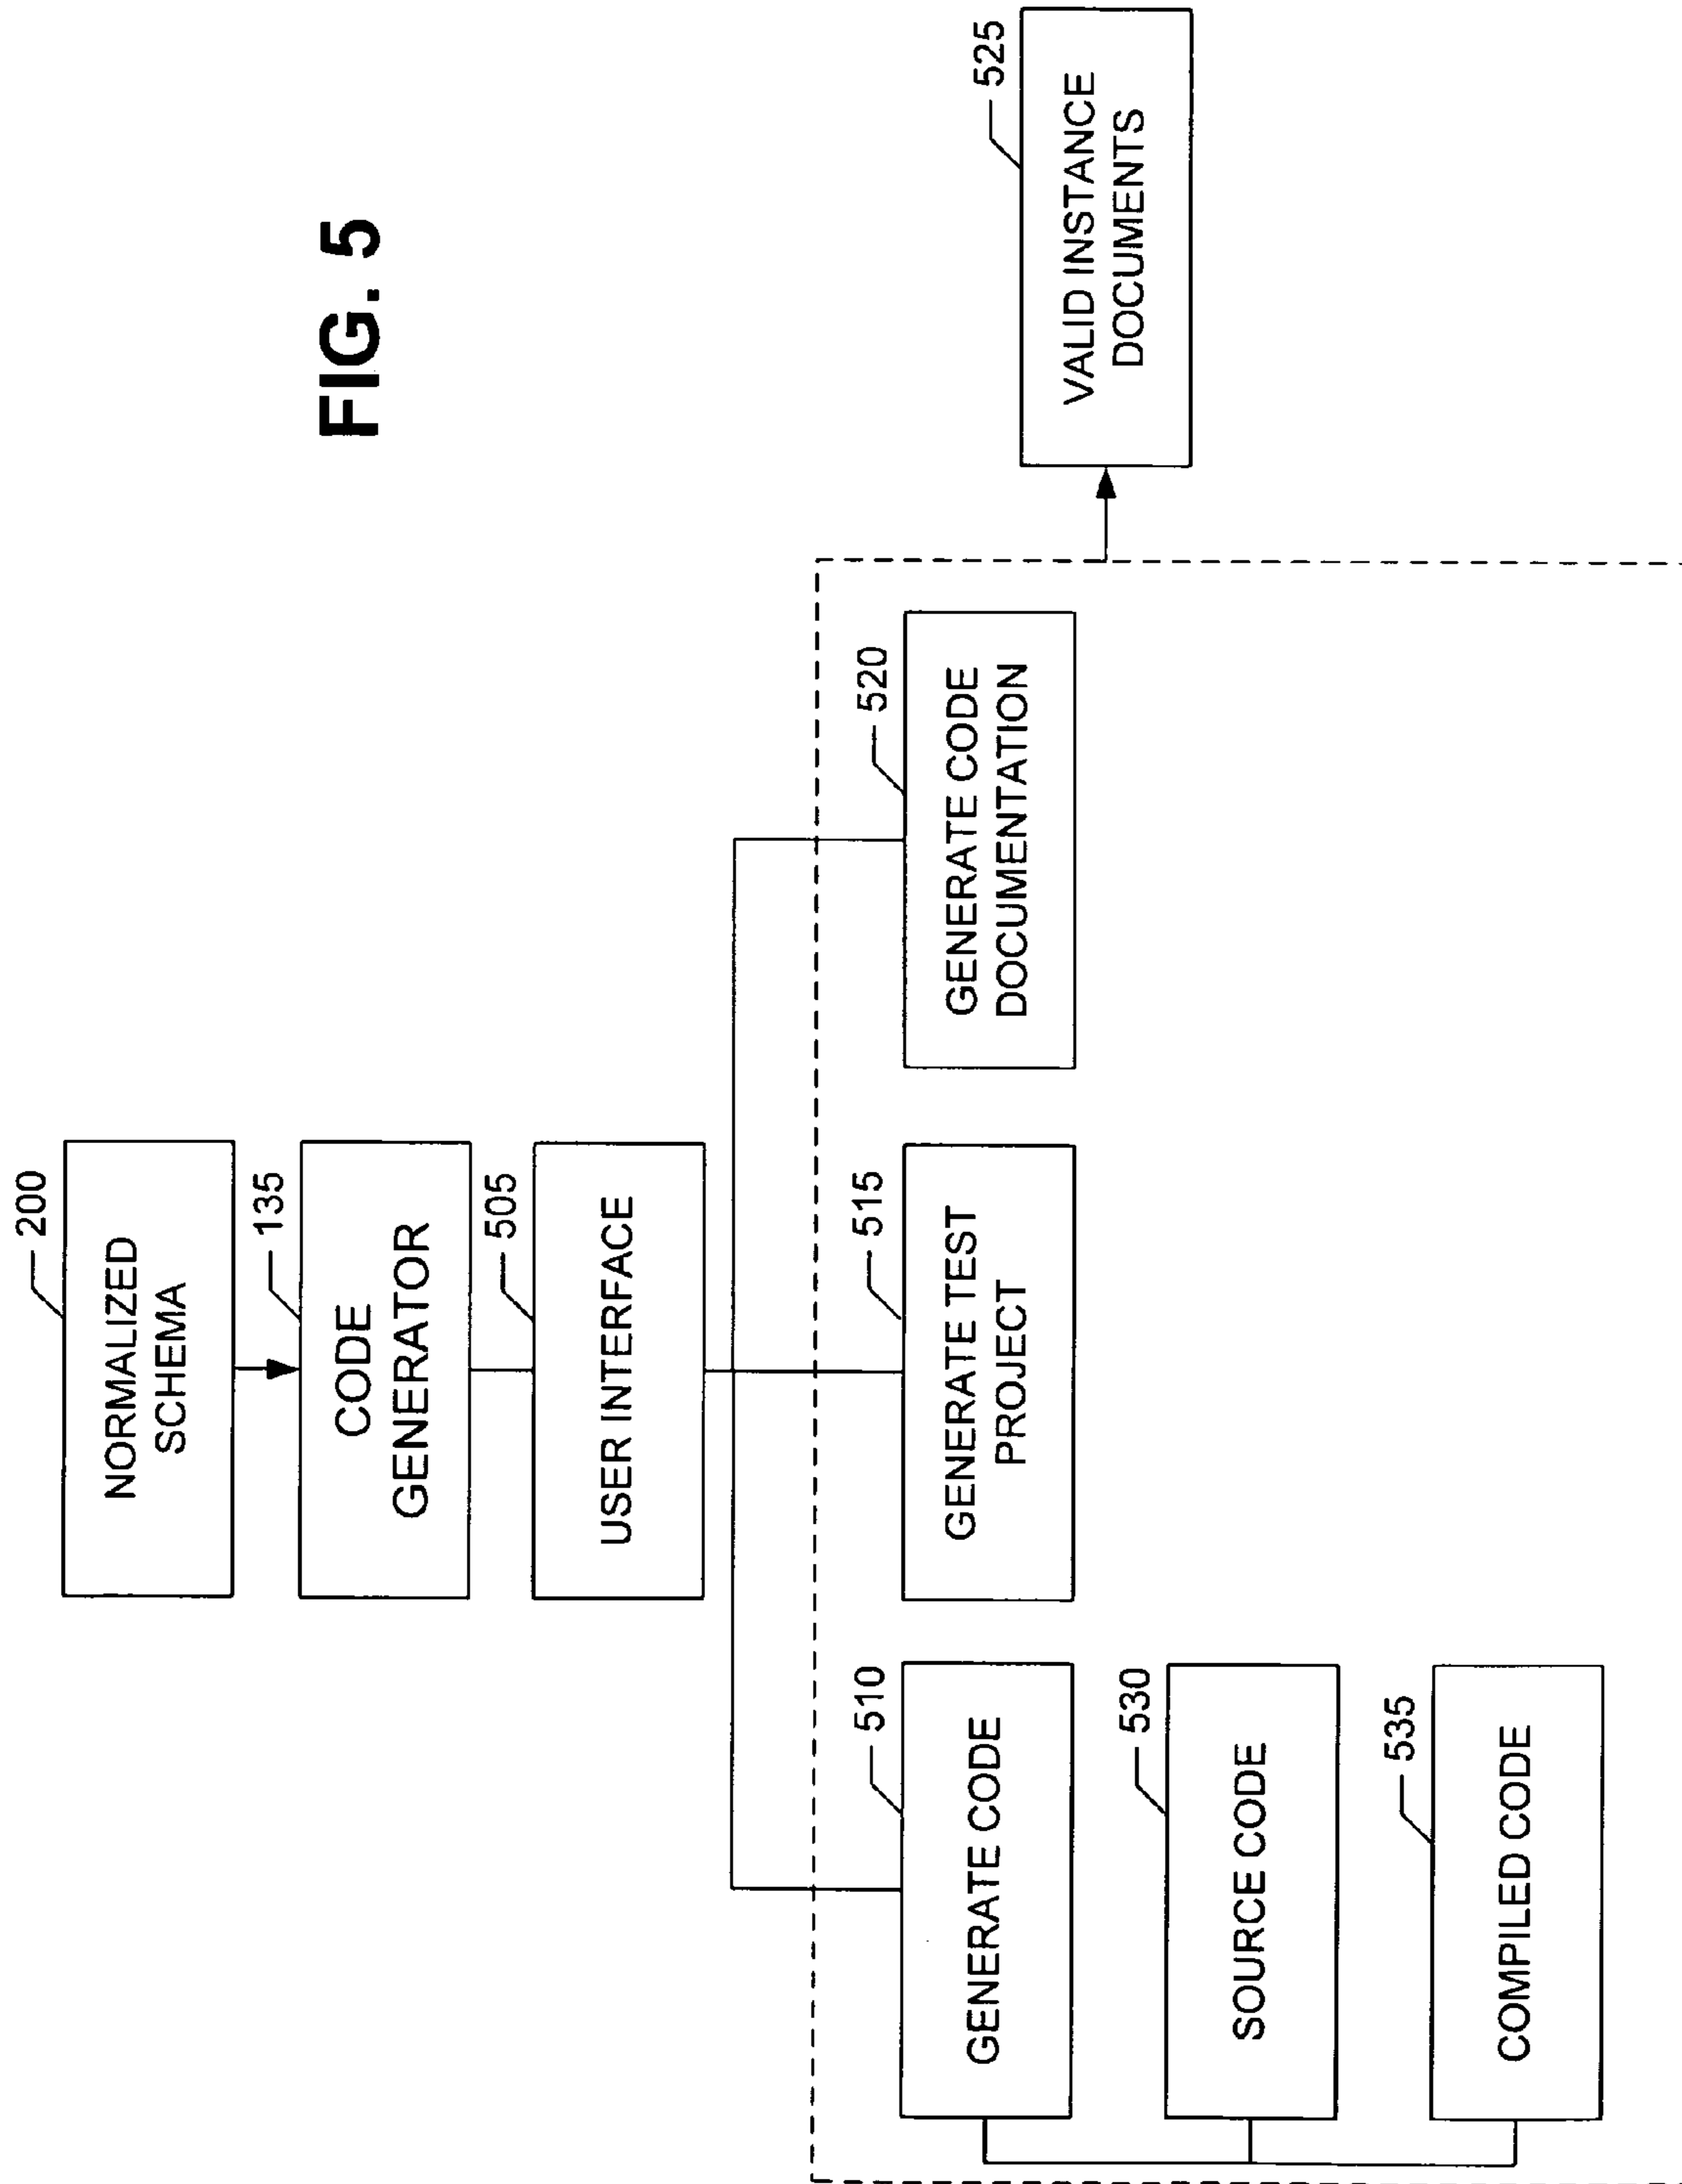 FIG. 5
200
NORMALIZED
SCHEMA
135
CODE
GENERATOR
505
USER INTERFACE
510
GENERATE CODE
515
GENERATE TEST
PROJECT
520
GENERATE CODE
DOCUMENTATION
525
VALID INSTANCE
DOCUMENTS
530
SOURCE CODE
535
COMPILED CODE